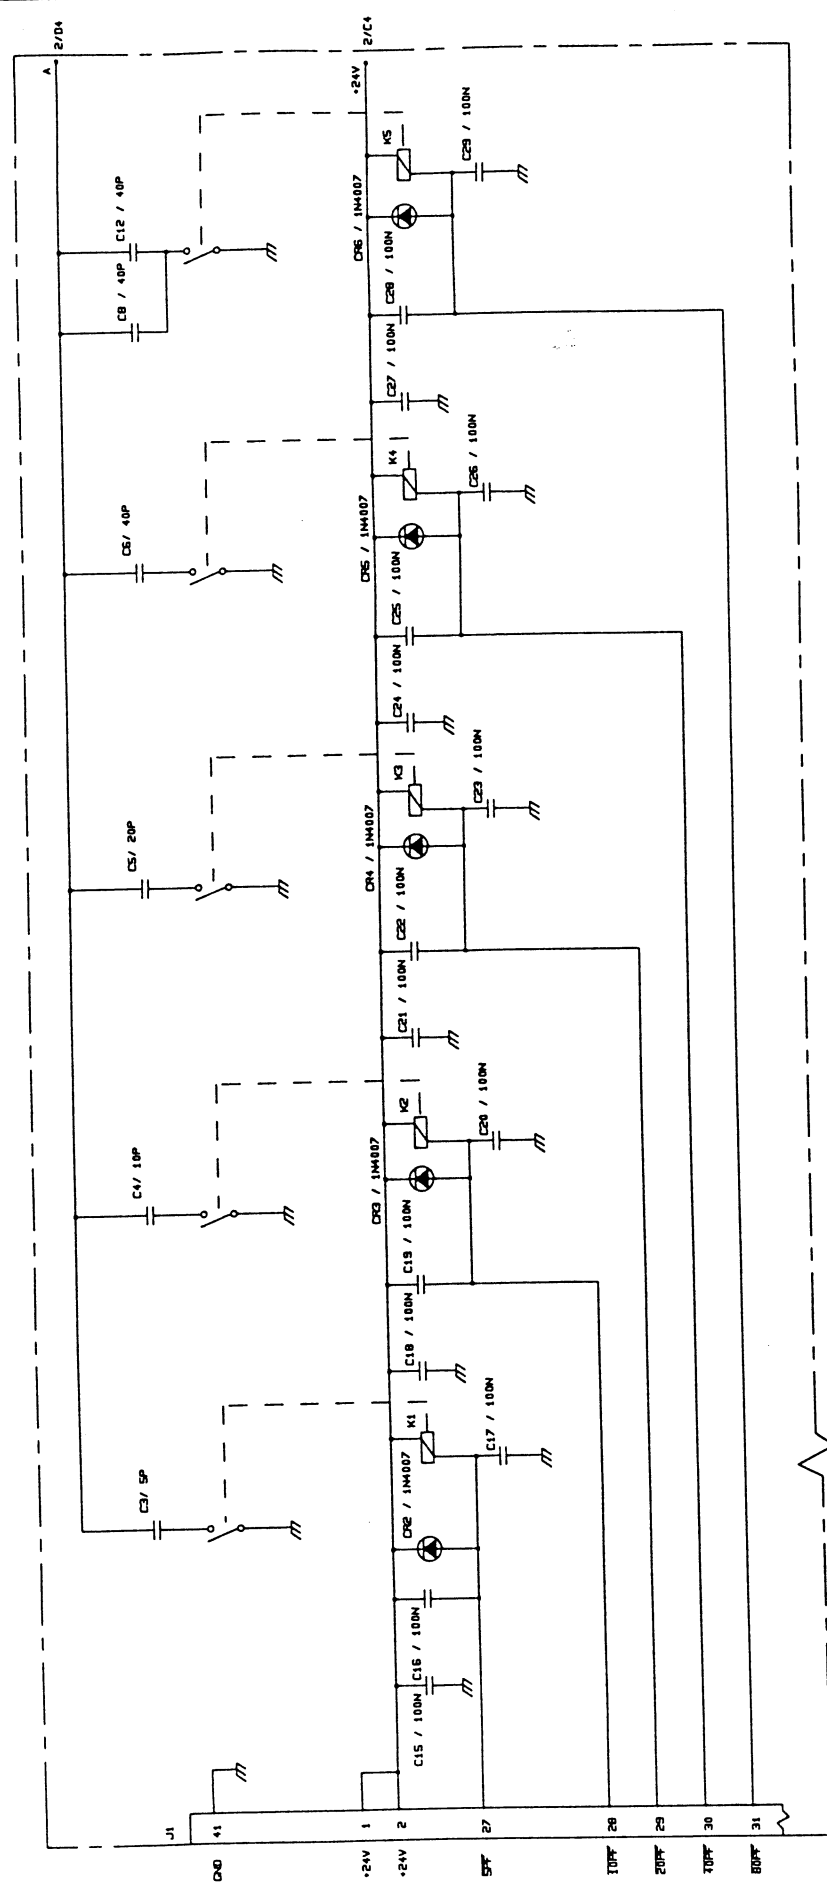 2/D4
A
2/C4
+24V
C12 / 40P
C8 / 40P
K5
C29 / 100N
CR6 / 1N4007
C28 / 100N
C27 / 100N
C6/ 40P
K4
C26 / 100N
CR5 / 1N4007
C25 / 100N
C24 / 100N
C5/ 20P
K3
C23 / 100N
CR4 / 1N4007
C22 / 100N
C21 / 100N
C4/ 10P
K2
C20 / 100N
CR3 / 1N4007
C19 / 100N
C18 / 100N
C3/ 5P
K1
C17 / 100N
CR2 / 1N4007
C16 / 100N
C15 / 100N
J1
GND 41
+24V 1
+24V 2
5PF 27
10PF 28
20PF 29
40PF 30
80PF 31